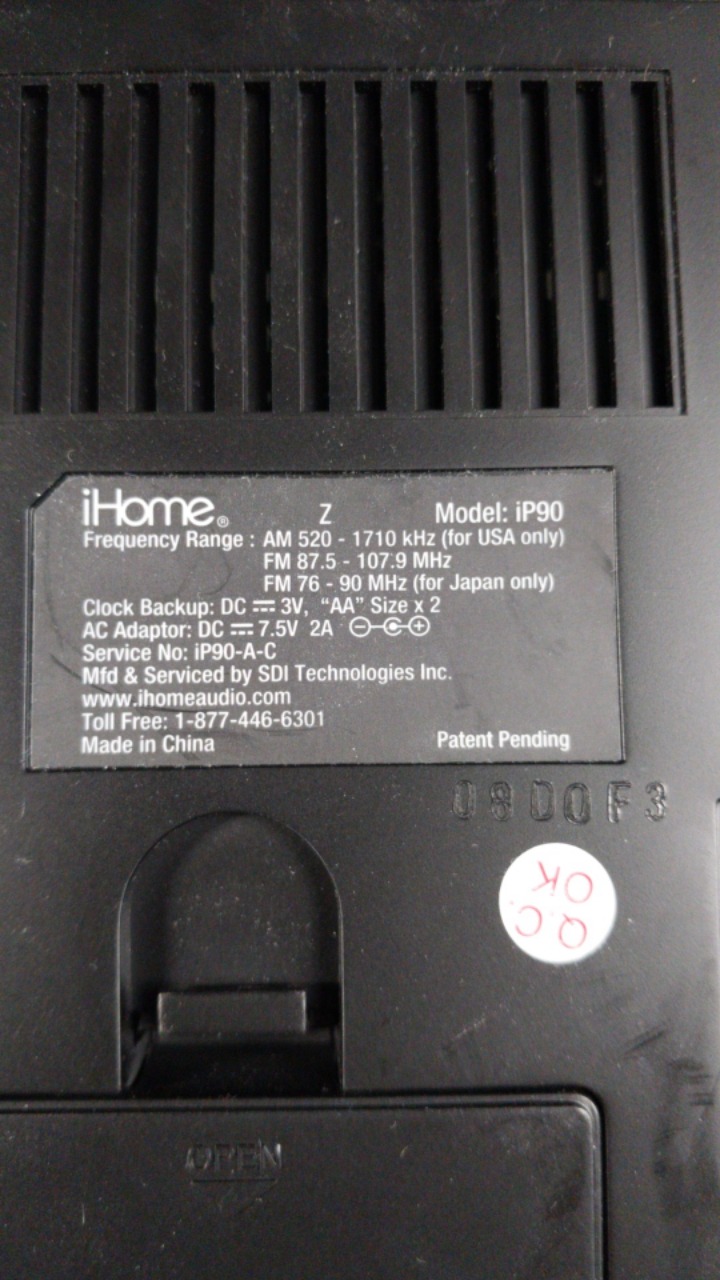 iHome® Z Model: iP90
Frequency Range : AM 520 - 1710 kHz (for USA only)
FM 87.5 - 107.9 MHz
FM 76 - 90 MHz (for Japan only)
Clock Backup: DC ⎓ 3V, “AA” Size x 2
AC Adaptor: DC ⎓ 7.5V 2A
Service No: iP90-A-C
Mfd & Serviced by SDI Technologies Inc.
www.ihomeaudio.com
Toll Free: 1-877-446-6301
Made in China Patent Pending
08D0F3
Q.C.
OK
OPEN